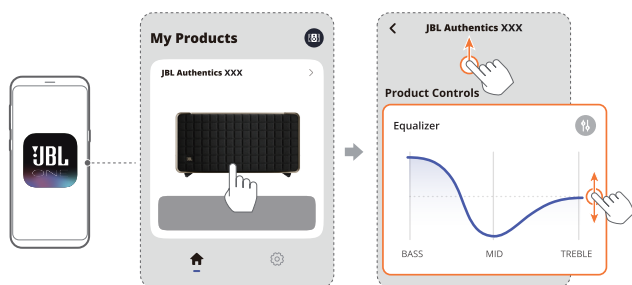 JBL
ONE
My Products
JBL Authentics XXX
JBL Authentics XXX
Product Controls
Equalizer
BASS MID TREBLE